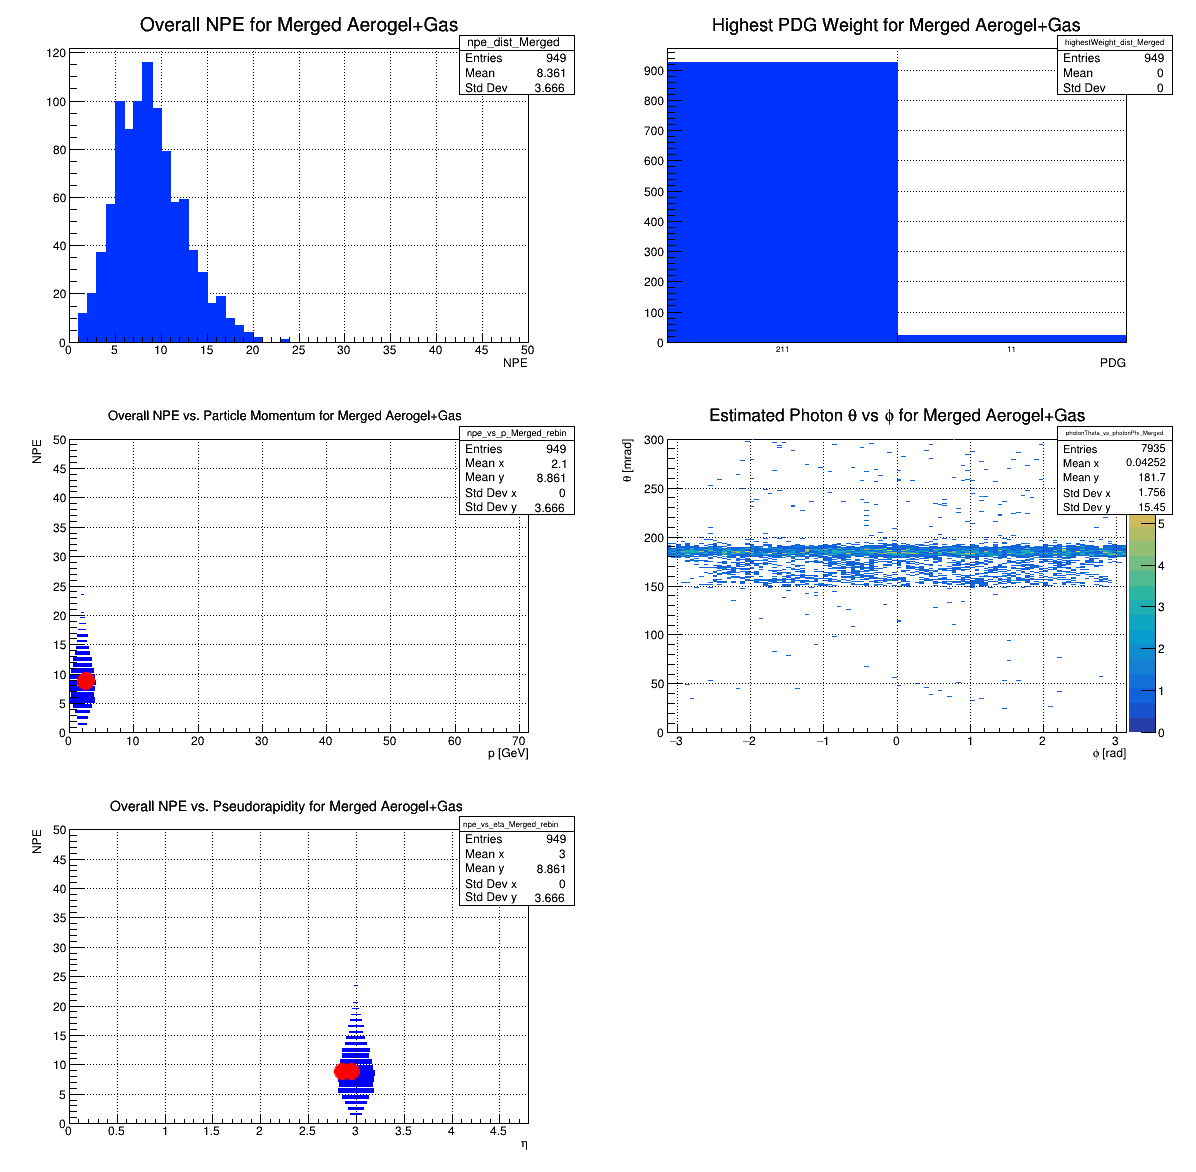 Overall NPE for Merged Aerogel+Gas
npe_dist_Merged
Entries 949
Mean 8.361
Std Dev 3.666
120
100
80
60
40
20
0
0 5 10 15 20 25 30 35 40 45 50
NPE
Highest PDG Weight for Merged Aerogel+Gas
highestWeight_dist_Merged
Entries 949
Mean 0
Std Dev 0
900
800
700
600
500
400
300
200
100
0
211 11
PDG
Overall NPE vs. Particle Momentum for Merged Aerogel+Gas
npe_vs_p_Merged_rebin
Entries 949
Mean x 2.1
Mean y 8.861
Std Dev x 0
Std Dev y 3.666
NPE
50
45
40
35
30
25
20
15
10
5
0
0 10 20 30 40 50 60 70
p [GeV]
Estimated Photon θ vs ϕ for Merged Aerogel+Gas
photonTheta_vs_photonPhi_Merged
Entries 7935
Mean x 0.04252
Mean y 181.7
Std Dev x 1.756
Std Dev y 15.45
θ [mrad]
300
250
200
150
100
50
0
−3 −2 −1 0 1 2 3
ϕ [rad]
5
4
3
2
1
0
Overall NPE vs. Pseudorapidity for Merged Aerogel+Gas
npe_vs_eta_Merged_rebin
Entries 949
Mean x 3
Mean y 8.861
Std Dev x 0
Std Dev y 3.666
NPE
50
45
40
35
30
25
20
15
10
5
0
0 0.5 1 1.5 2 2.5 3 3.5 4 4.5
η